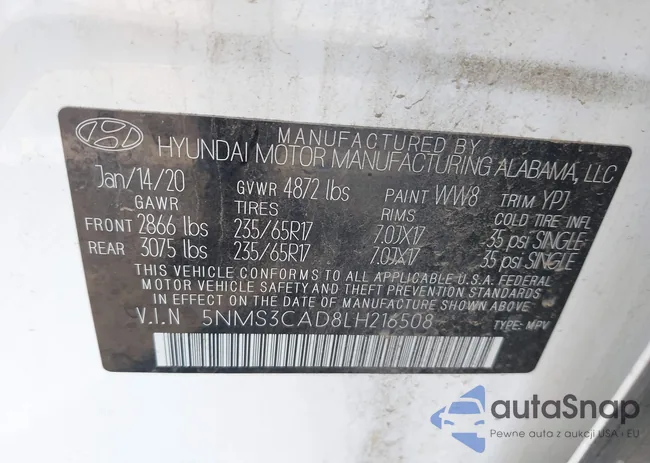 MANUFACTURED BY
HYUNDAI MOTOR MANUFACTURING ALABAMA, LLC
Jan/14/20 GVWR 4872 lbs PAINT WW8 TRIM YPJ
GAWR TIRES RIMS COLD TIRE INFL
FRONT 2866 lbs 235/65R17 7.0JX17 35 psi SINGLE
REAR 3075 lbs 235/65R17 7.0JX17 35 psi SINGLE
THIS VEHICLE CONFORMS TO ALL APPLICABLE U.S.A. FEDERAL
MOTOR VEHICLE SAFETY AND THEFT PREVENTION STANDARDS
IN EFFECT ON THE DATE OF MANUFACTURE SHOWN ABOVE
V.I.N 5NMS3CAD8LH216508 TYPE: MPV
autoSnap
Pewne auta z aukcji USA i EU